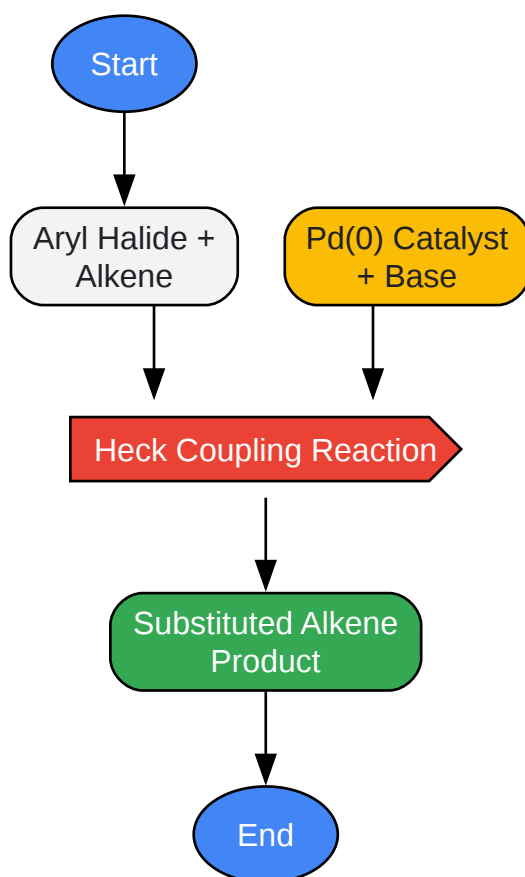 Start
Aryl Halide +
Alkene
Pd(0) Catalyst
+ Base
Heck Coupling Reaction
Substituted Alkene
Product
End